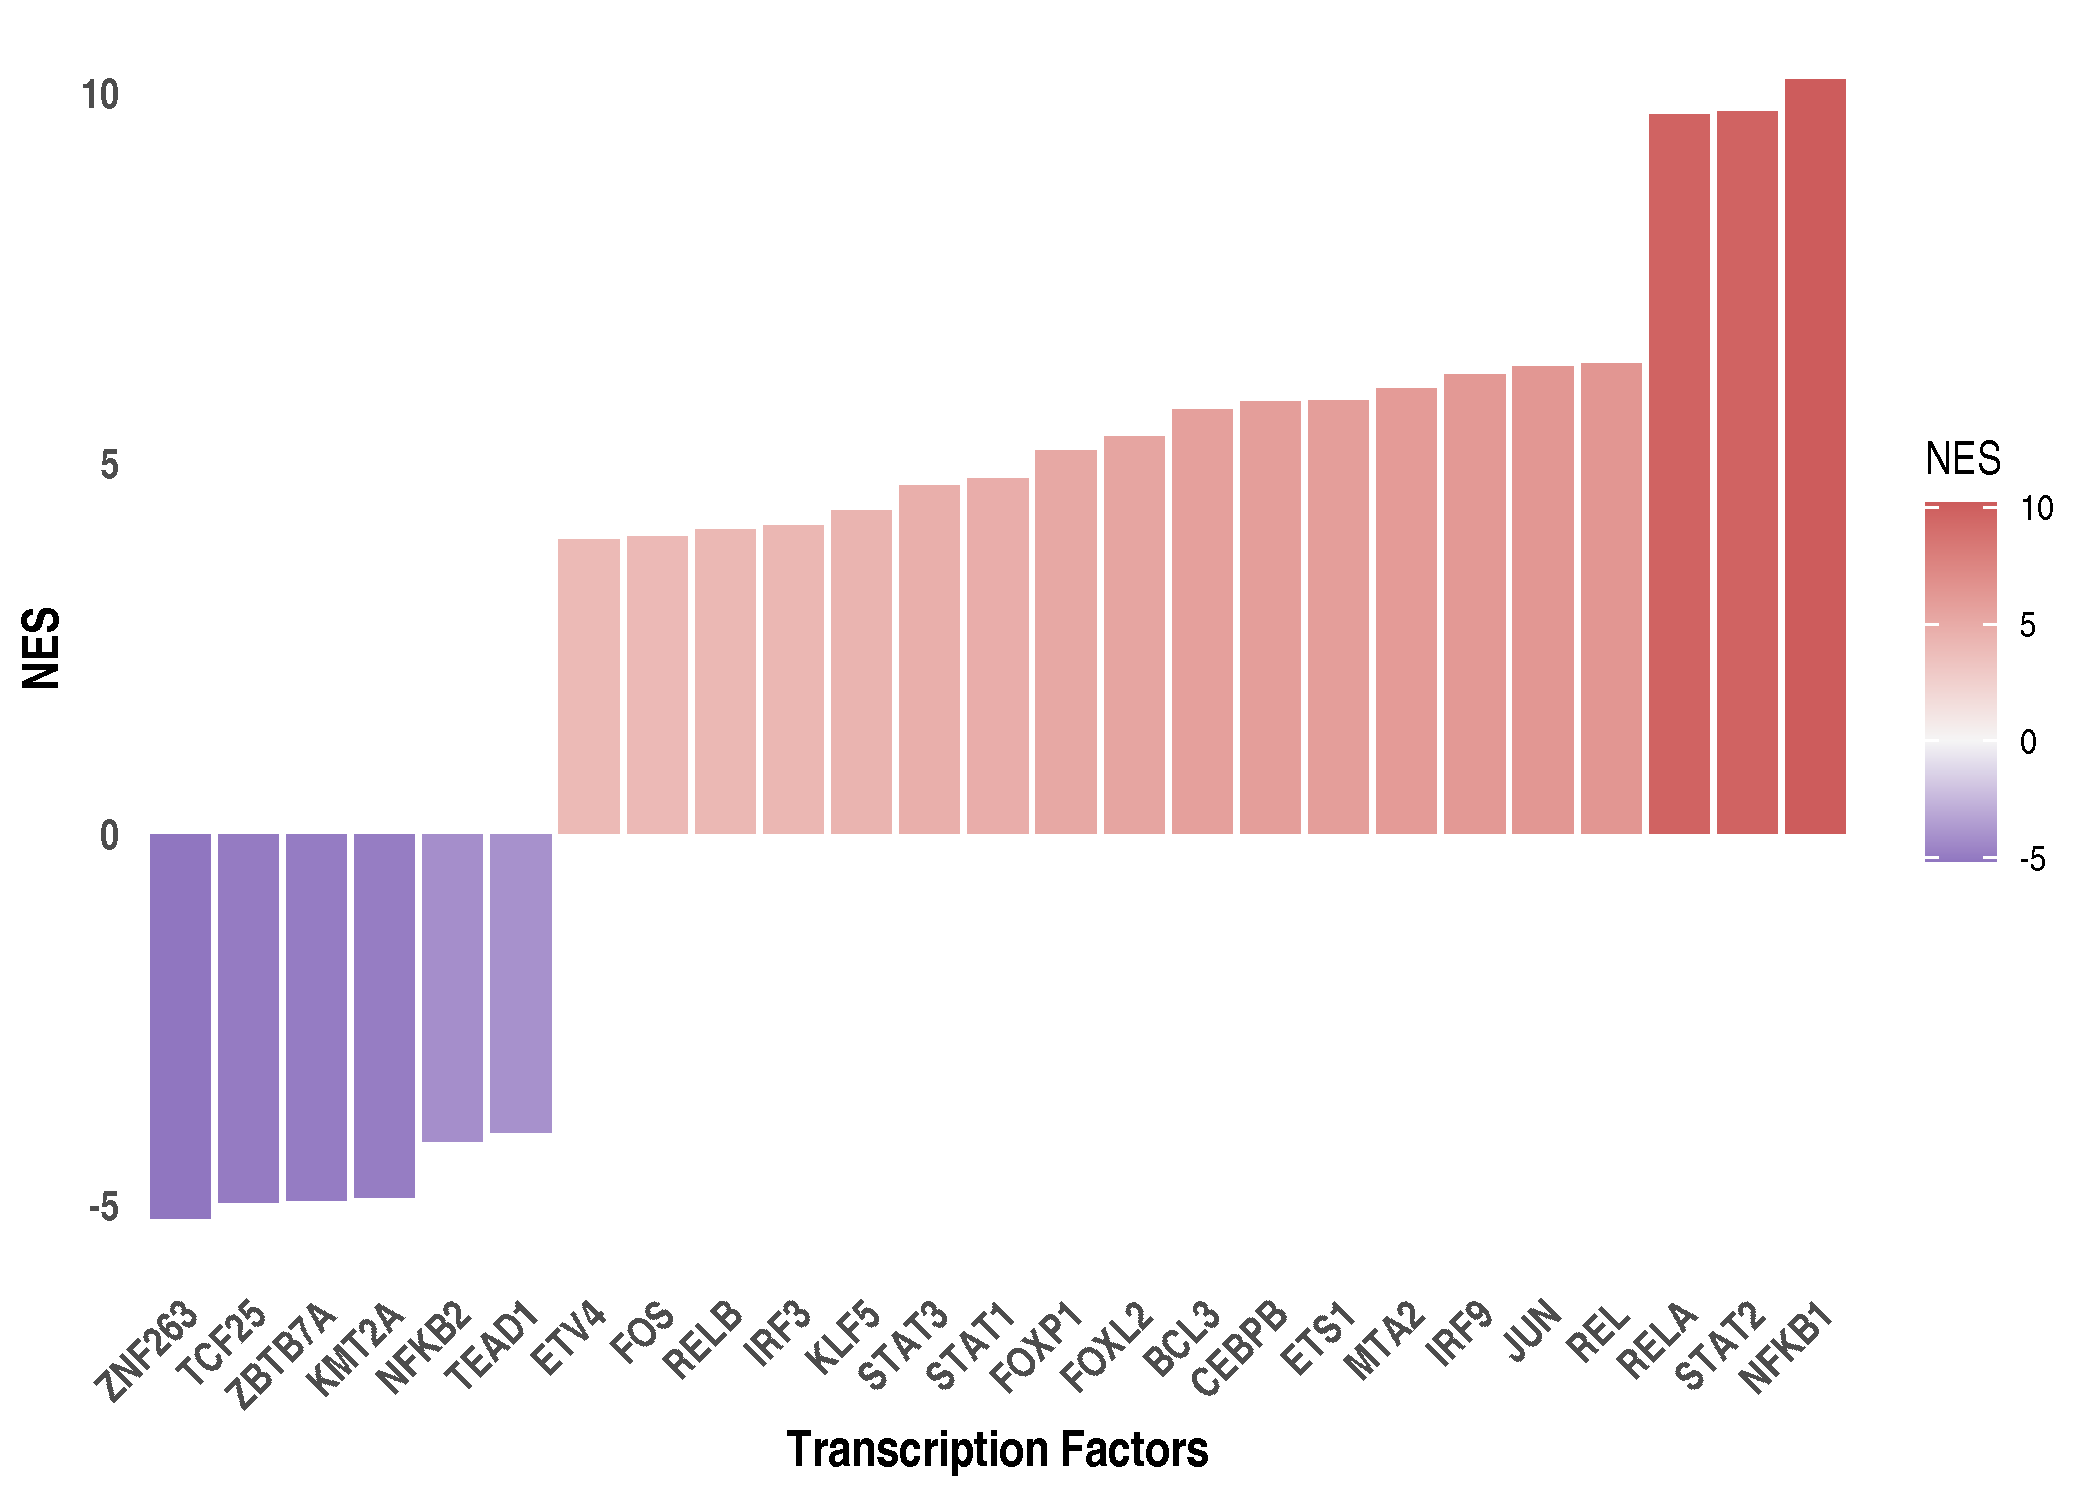 10
5
0
-5
NES
ZNF263
TCF25
ZBTB7A
KMT2A
NFKB2
TEAD1
ETV4
FOS
RELB
IRF3
KLF5
STAT3
STAT1
FOXP1
FOXL2
BCL3
CEBPB
ETS1
MTA2
IRF9
JUN
REL
RELA
STAT2
NFKB1
Transcription Factors
NES
10
5
0
-5